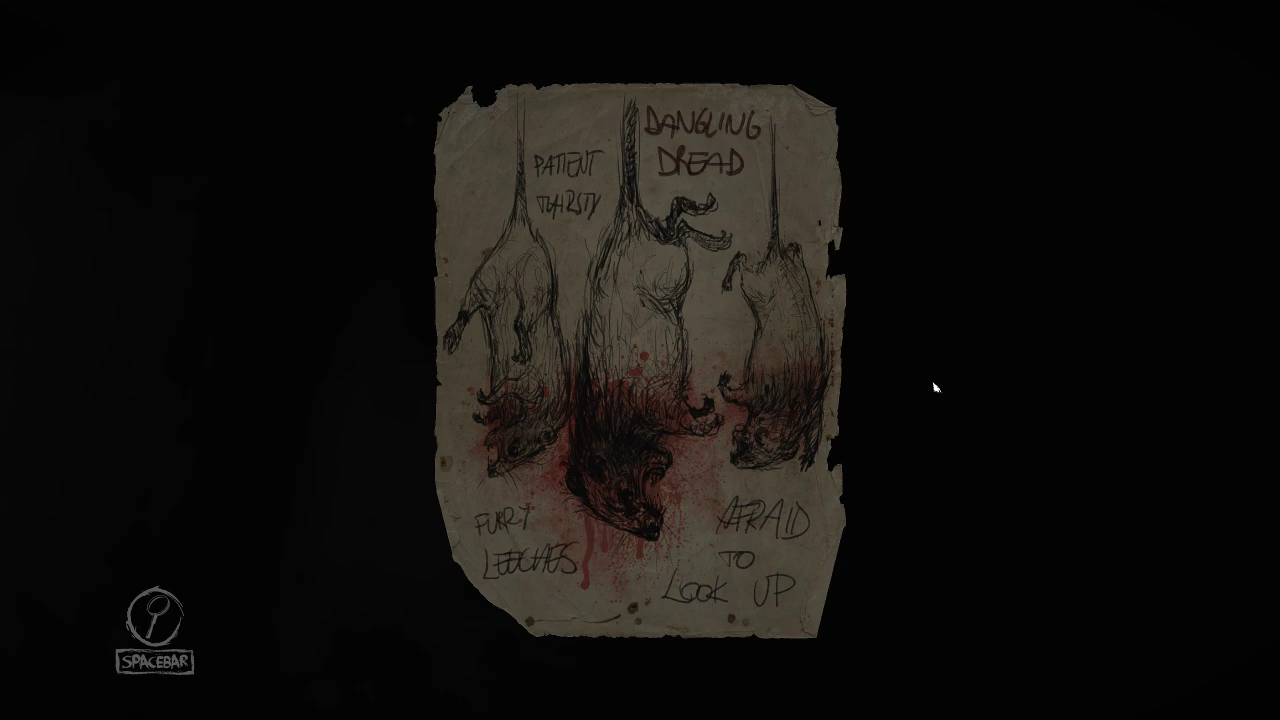 DANGLING
DREAD
PATIENT
THIRSTY
FURRY
LEECHES
AFRAID
TO
LOOK UP
SPACEBAR